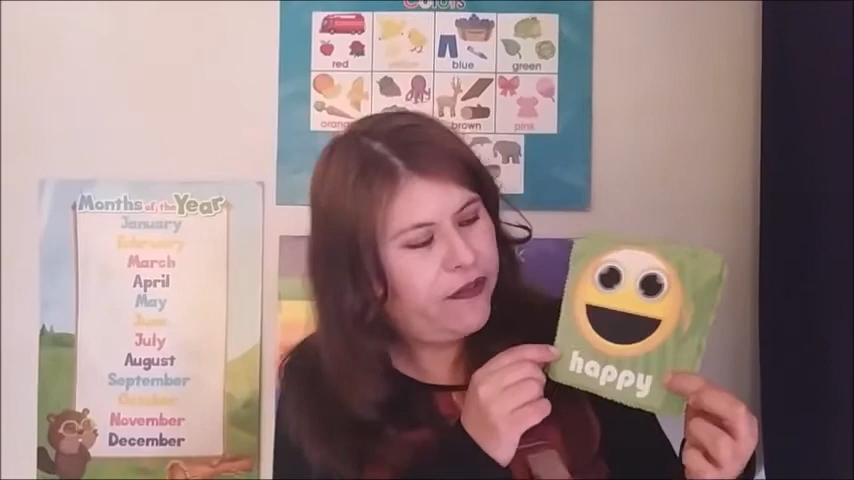 Colors
red
yellow
blue
green
orange
brown
pink
Months of the Year
January
February
March
April
May
June
July
August
September
October
November
December
happy